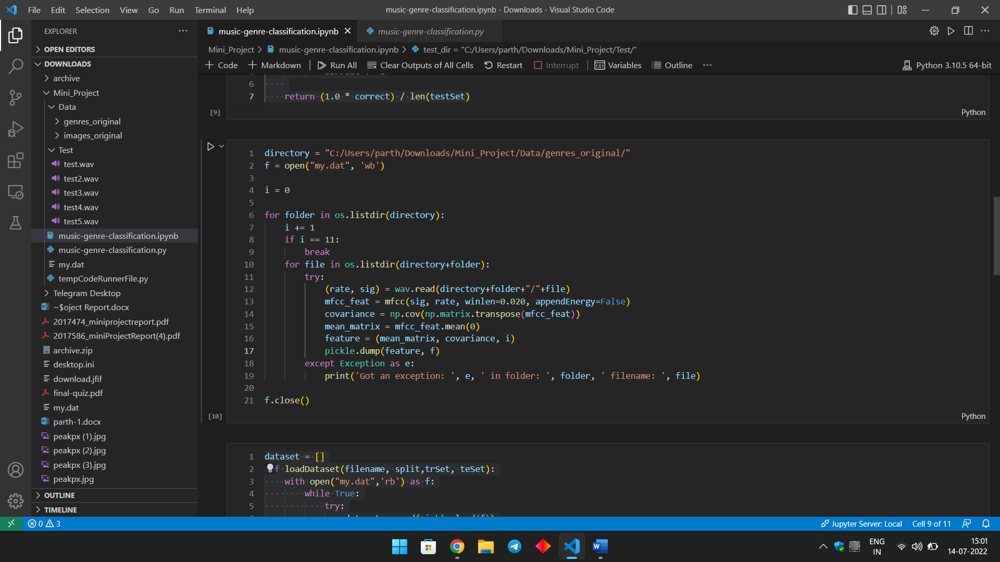 File Edit Selection View Go Run Terminal Help
music-genre-classification.ipynb - Downloads - Visual Studio Code
EXPLORER
OPEN EDITORS
DOWNLOADS
archive
Mini_Project
Data
genres_original
images_original
Test
test.wav
test2.wav
test3.wav
test4.wav
test5.wav
music-genre-classification.ipynb
music-genre-classification.py
my.dat
tempCodeRunnerFile.py
Telegram Desktop
~$oject Report.docx
2017474_miniprojectreport.pdf
2017586_miniProjectReport(4).pdf
archive.zip
desktop.ini
download.jfif
final-quiz.pdf
my.dat
parth-1.docx
peakpx (1).jpg
peakpx (2).jpg
peakpx (3).jpg
peakpx.jpg
OUTLINE
TIMELINE
music-genre-classification.ipynb
music-genre-classification.py
Mini_Project > music-genre-classification.ipynb > test_dir = "C:/Users/parth/Downloads/Mini_Project/Test/"
+ Code + Markdown Run All Clear Outputs of All Cells Restart Interrupt Variables Outline ···
Python 3.10.5 64-bit
6
7 return (1.0 * correct) / len(testSet)
[9]
Python
1 directory = "C:/Users/parth/Downloads/Mini_Project/Data/genres_original/"
2 f = open("my.dat", 'wb')
3
4 i = 0
5
6 for folder in os.listdir(directory):
7 i += 1
8 if i == 11:
9 break
10 for file in os.listdir(directory+folder):
11 try:
12 (rate, sig) = wav.read(directory+folder+"/"+file)
13 mfcc_feat = mfcc(sig, rate, winlen=0.020, appendEnergy=False)
14 covariance = np.cov(np.matrix.transpose(mfcc_feat))
15 mean_matrix = mfcc_feat.mean(0)
16 feature = (mean_matrix, covariance, i)
17 pickle.dump(feature, f)
18 except Exception as e:
19 print('Got an exception: ', e, ' in folder: ', folder, ' filename: ', file)
20
21 f.close()
[10]
Python
1 dataset = []
2 f loadDataset(filename, split,trSet, teSet):
3 with open("my.dat",'rb') as f:
4 while True:
5 try:
0 3
Jupyter Server: Local Cell 9 of 11
ENG
IN
15:01
14-07-2022